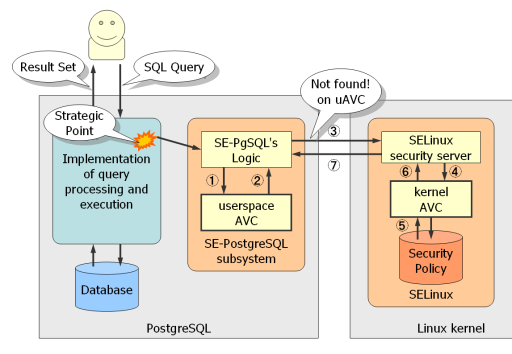 Result Set
SQL Query
Not found!
on uAVC
Strategic
Point
Implementation
of query
processing and
execution
Database
SE-PgSQL's
Logic
①
②
userspace
AVC
SE-PostgreSQL
subsystem
③
⑦
SELinux
security server
⑥
④
kernel
AVC
⑤
Security
Policy
SELinux
PostgreSQL
Linux kernel